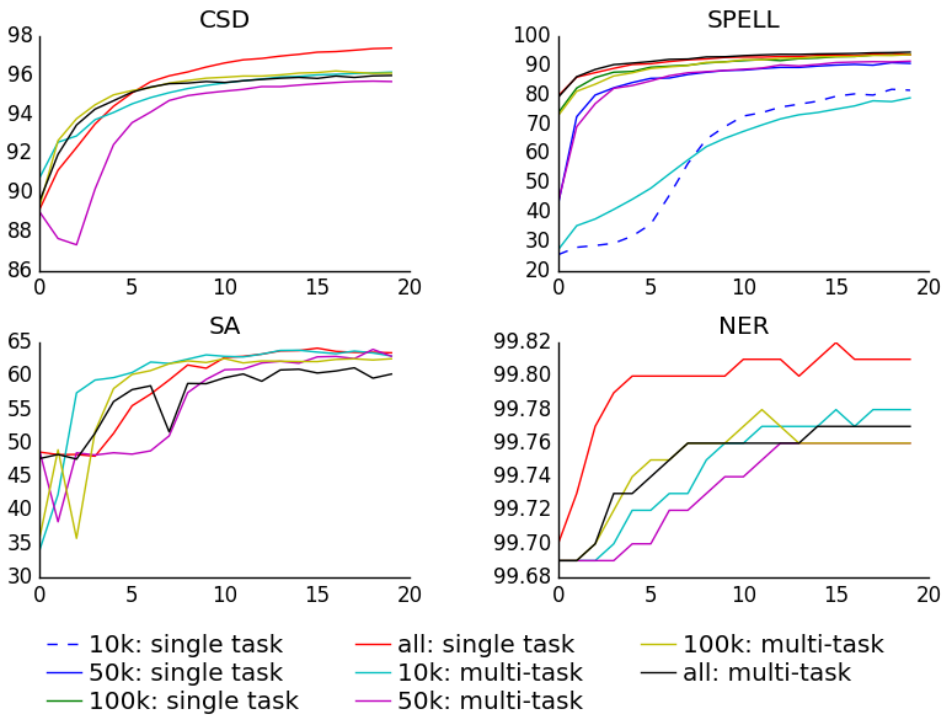 CSD
98
96
94
92
90
88
86
0 5 10 15 20
SPELL
100
90
80
70
60
50
40
30
20
0 5 10 15 20
SA
65
60
55
50
45
40
35
30
0 5 10 15 20
NER
99.82
99.80
99.78
99.76
99.74
99.72
99.70
99.68
0 5 10 15 20
10k: single task
50k: single task
100k: single task
all: single task
10k: multi-task
50k: multi-task
100k: multi-task
all: multi-task